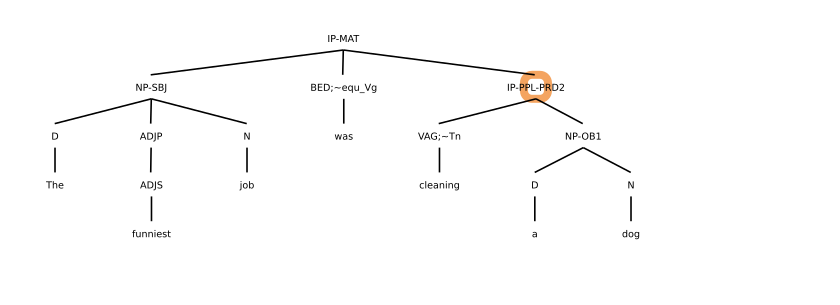 IP-MAT
NP-SBJ BED;~equ_Vg IP-PPL-PRD2
D ADJP N was VAG;~Tn NP-OB1
The ADJS job cleaning D N
funniest a dog